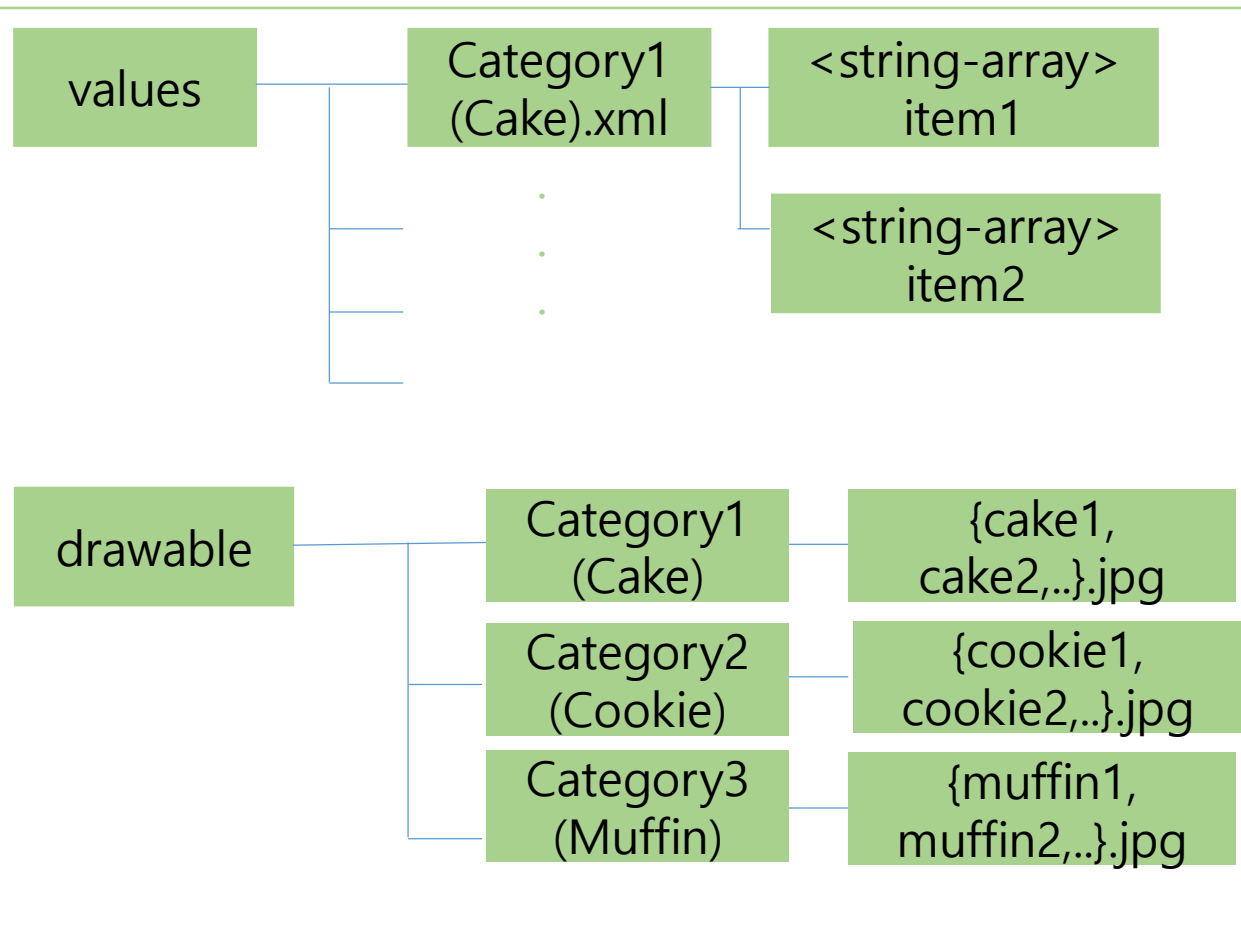 values
Category1
(Cake).xml
<string-array>
item1
.
.
.
<string-array>
item2
drawable
Category1
(Cake)
{cake1,
cake2,..}.jpg
Category2
(Cookie)
{cookie1,
cookie2,..}.jpg
Category3
(Muffin)
{muffin1,
muffin2,..}.jpg